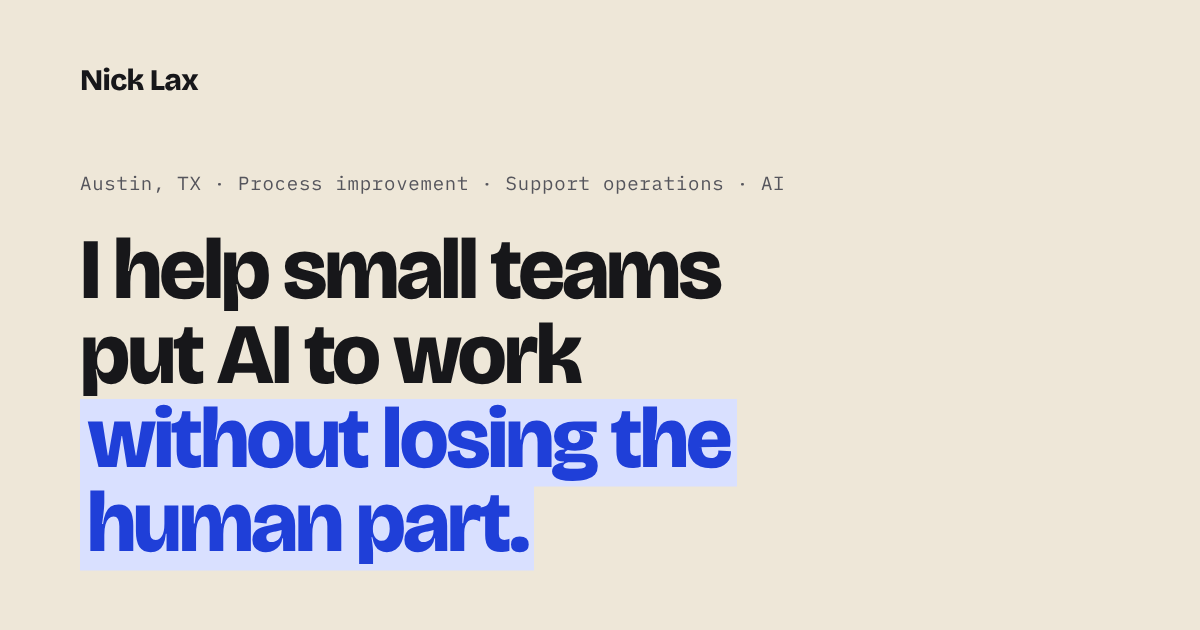 Nick Lax
Austin, TX · Process improvement · Support operations · AI
I help small teams
put AI to work
without losing the
human part.